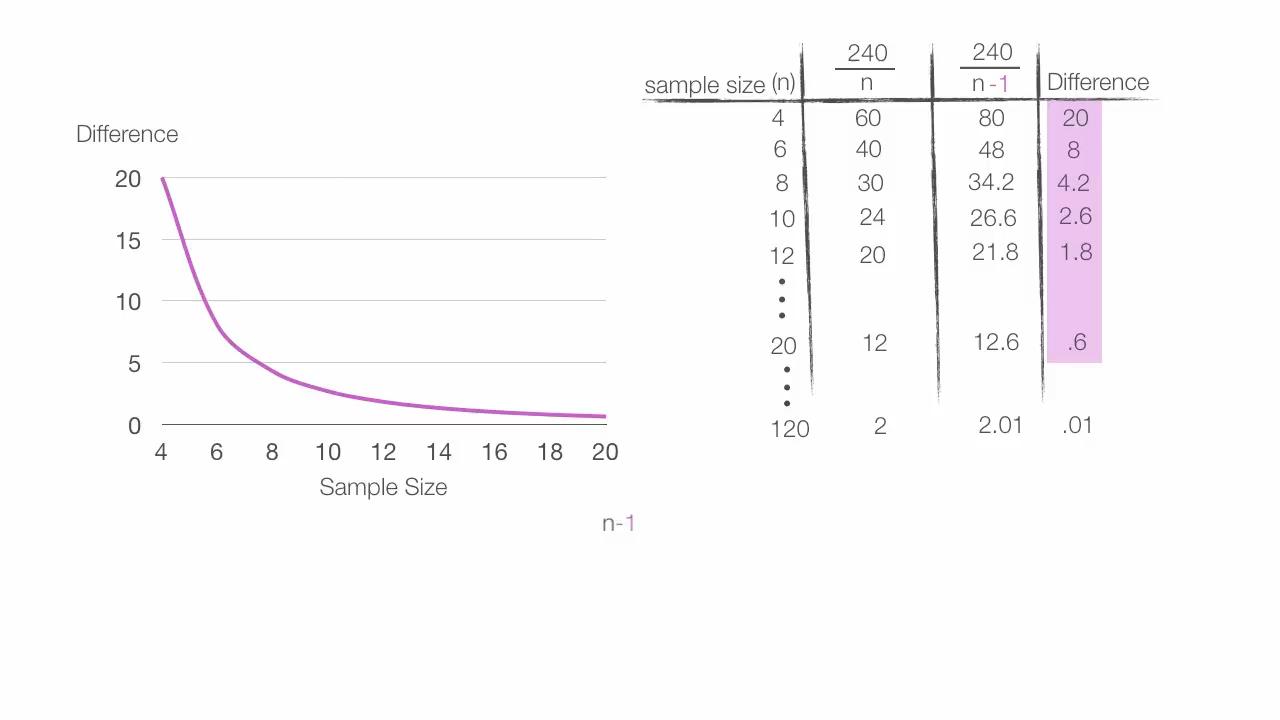 Difference
20
15
10
5
0
4 6 8 10 12 14 16 18 20
Sample Size
sample size (n) 240/n 240/n-1 Difference
4 60 80 20
6 40 48 8
8 30 34.2 4.2
10 24 26.6 2.6
12 20 21.8 1.8
20 12 12.6 .6
120 2 2.01 .01
n-1